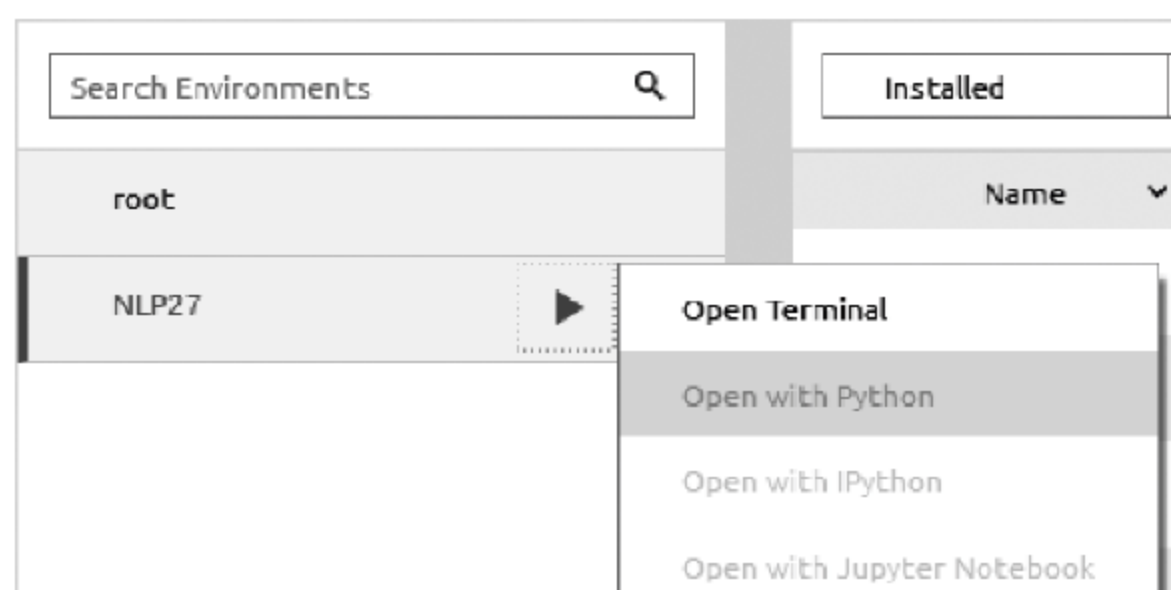 Search Environments
Installed
root
Name
NLP27
Open Terminal
Open with Python
Open with IPython
Open with Jupyter Notebook